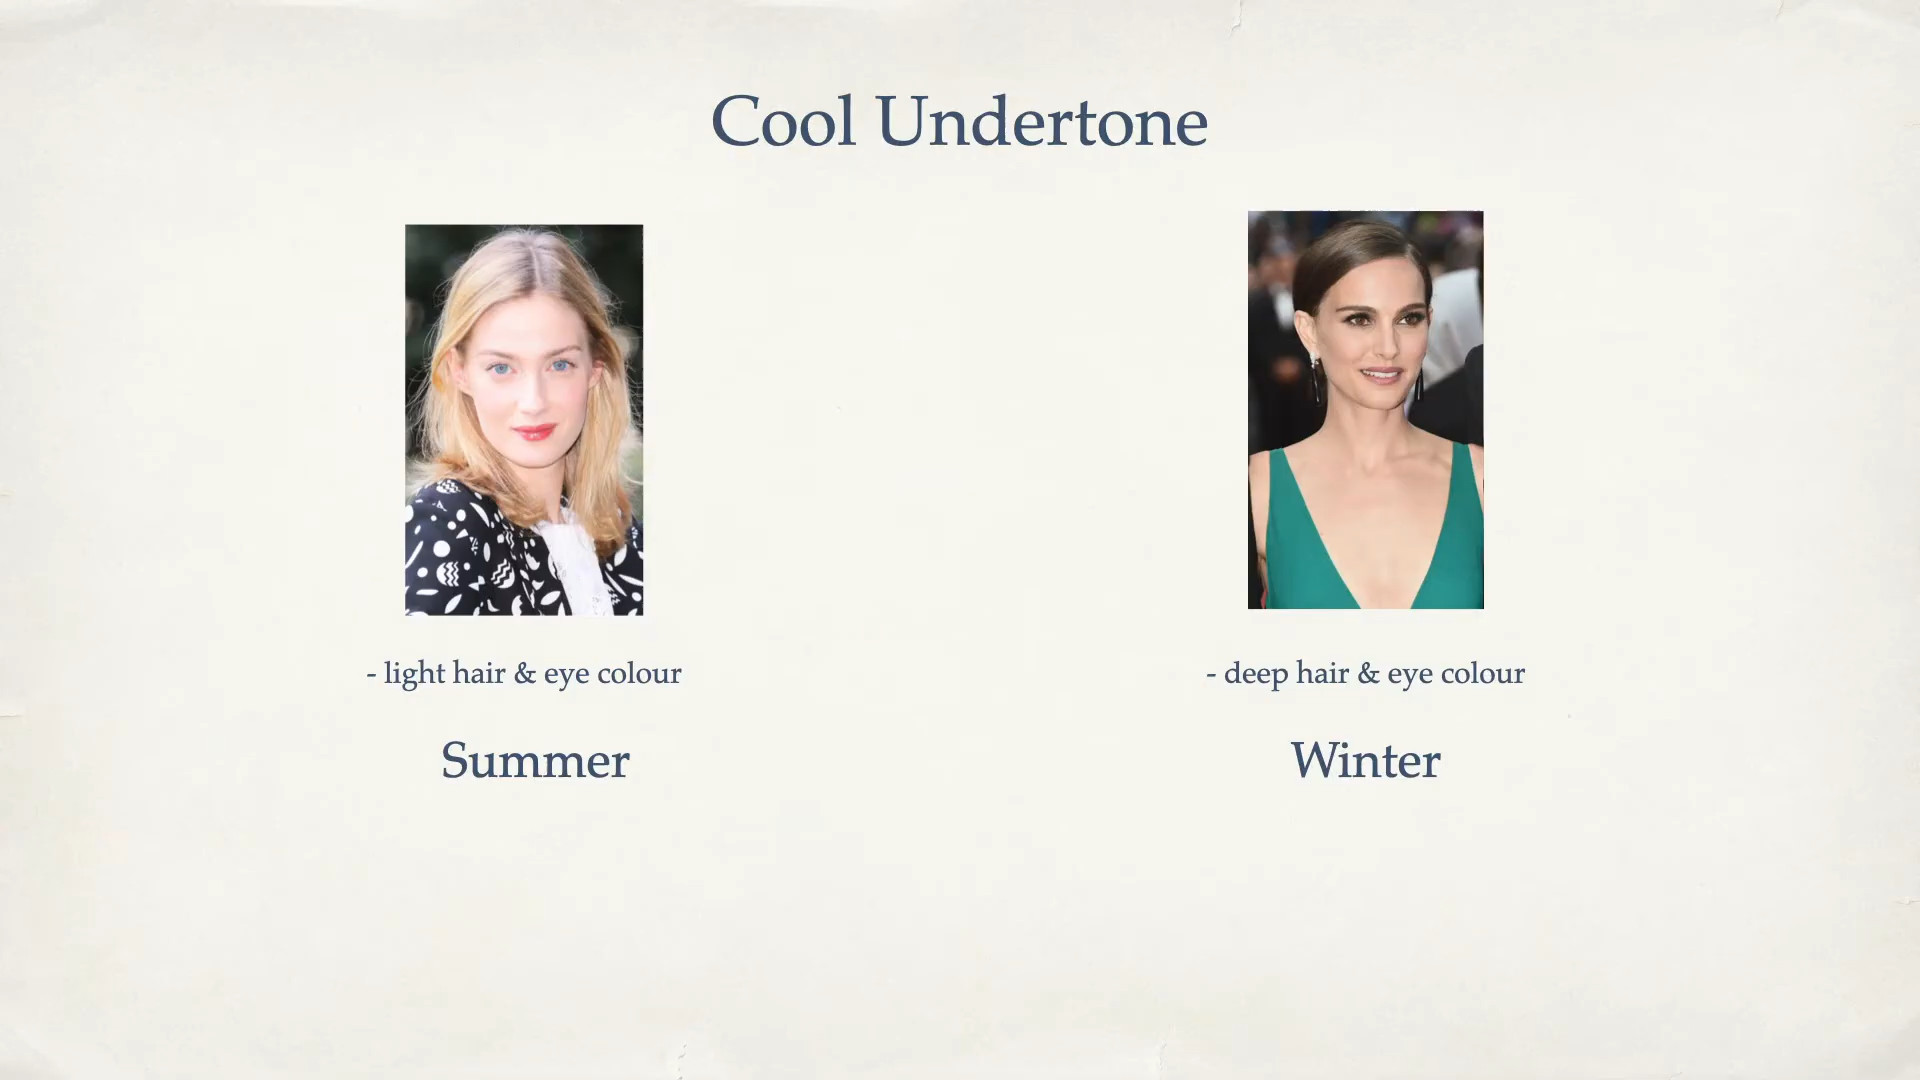 Cool Undertone
- light hair & eye colour
- deep hair & eye colour
Summer
Winter